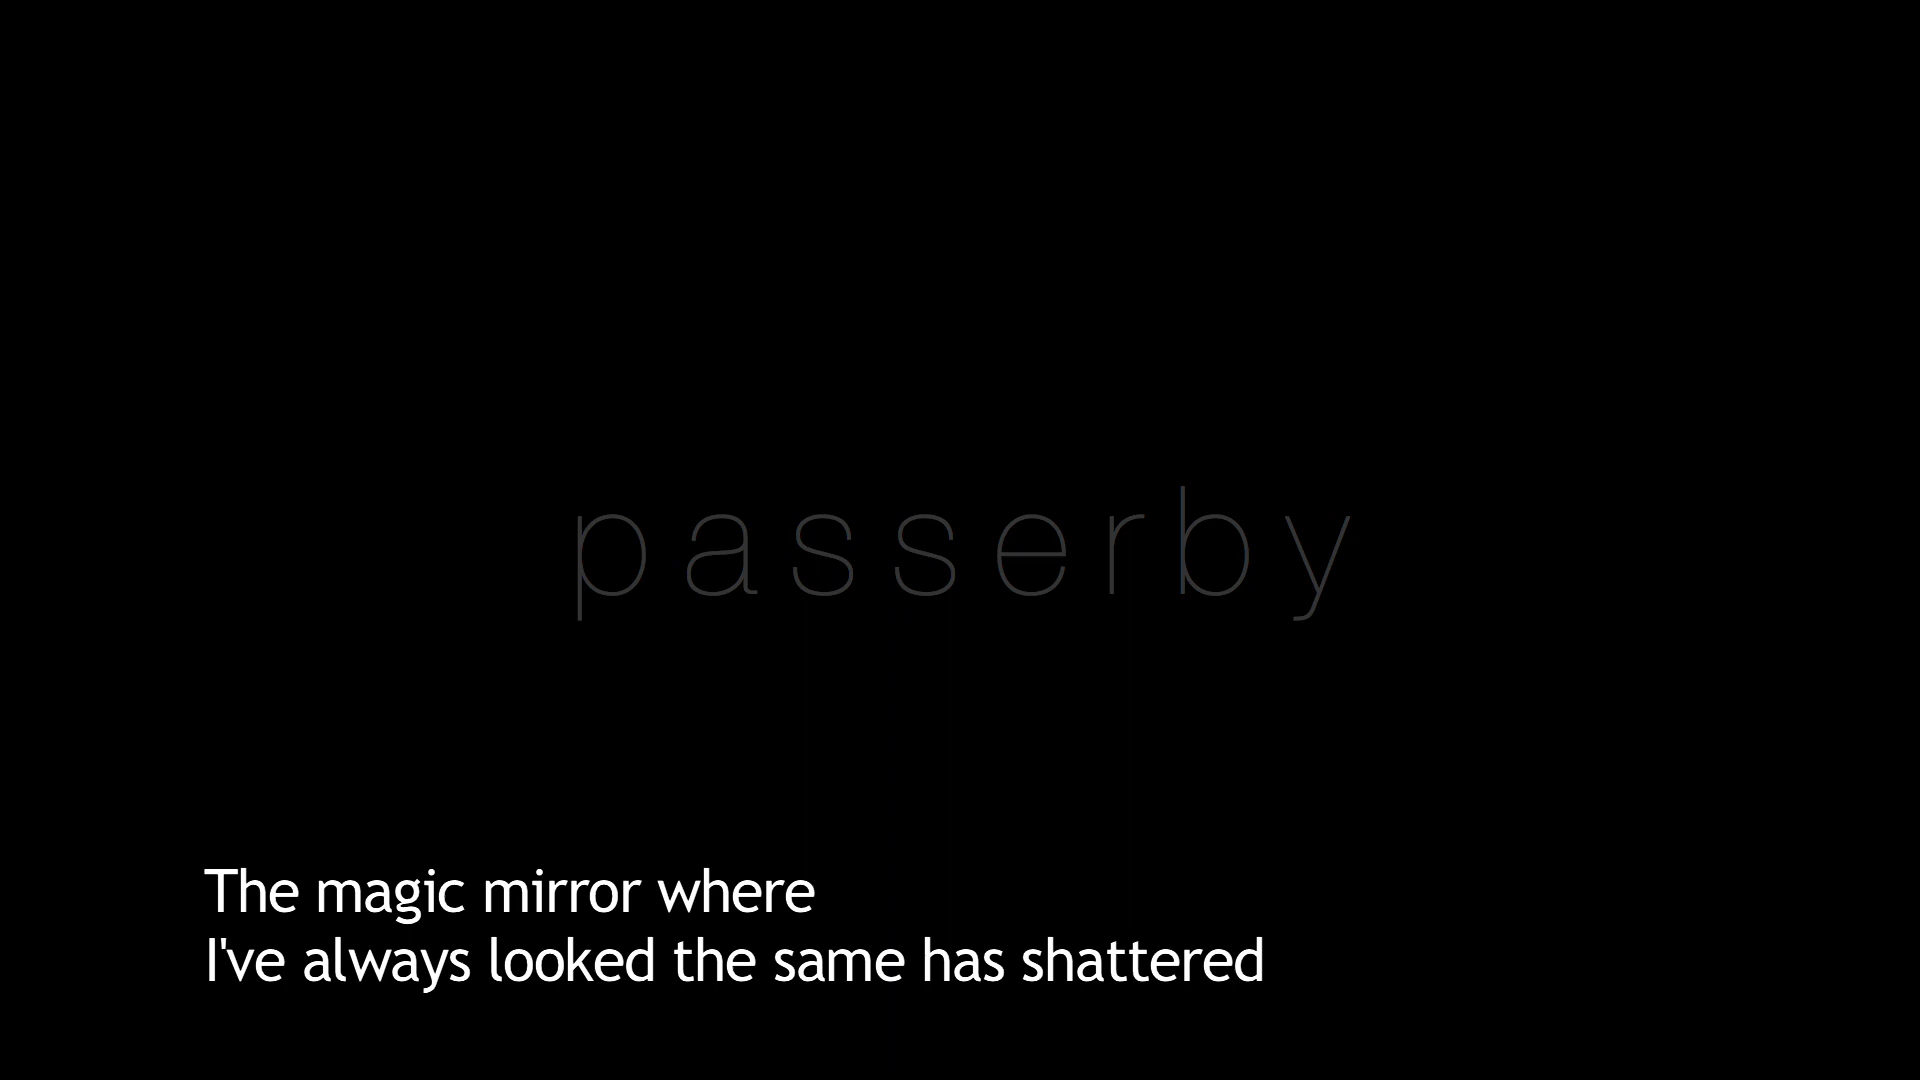 passerby
The magic mirror where
I've always looked the same has shattered